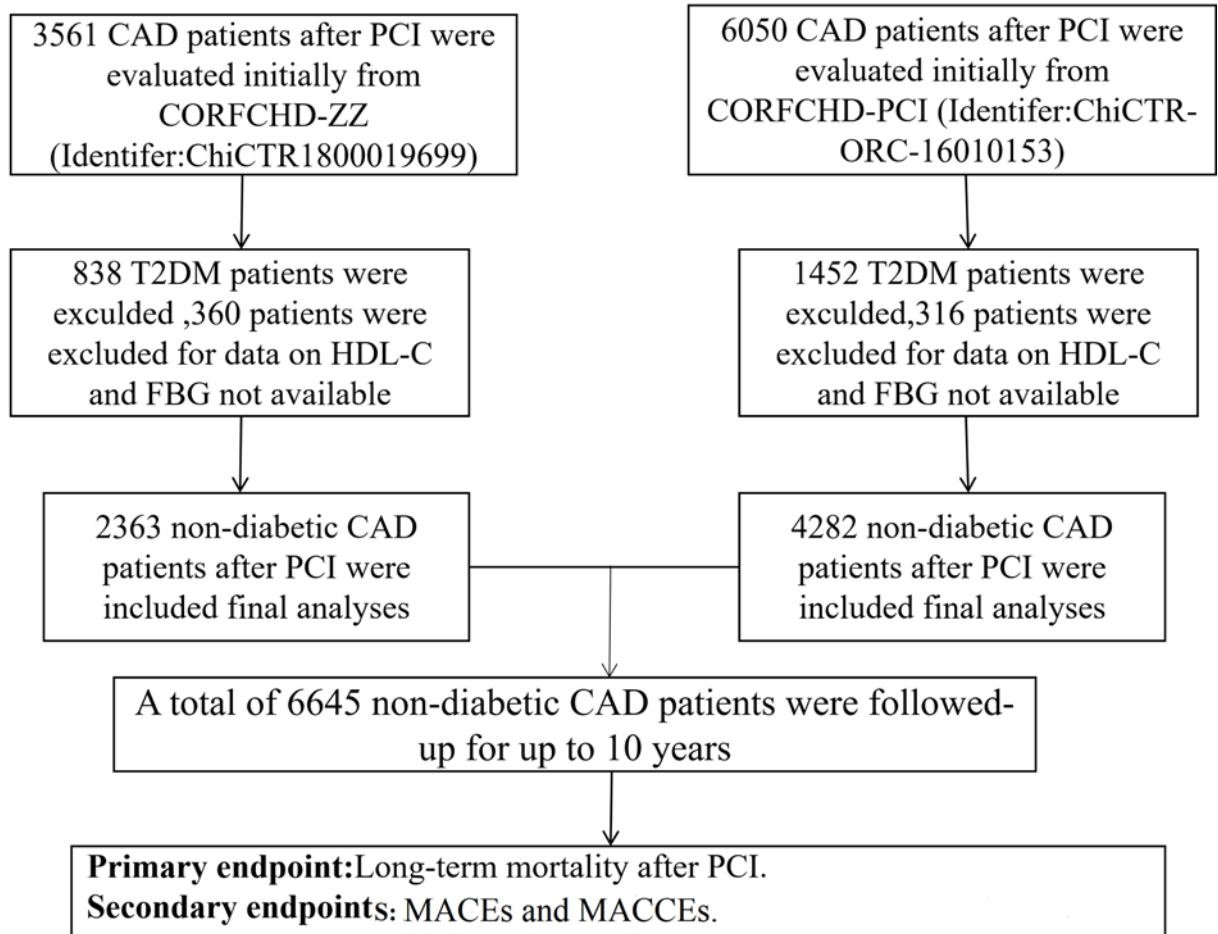 3561 CAD patients after PCI were
evaluated initially from
CORFCHD-ZZ
(Identifer:ChiCTR1800019699)
6050 CAD patients after PCI were
evaluated initially from
CORFCHD-PCI (Identifer:ChiCTR-
ORC-16010153)
838 T2DM patients were
exculded ,360 patients were
excluded for data on HDL-C
and FBG not available
1452 T2DM patients were
exculded,316 patients were
excluded for data on HDL-C
and FBG not available
2363 non-diabetic CAD
patients after PCI were
included final analyses
4282 non-diabetic CAD
patients after PCI were
included final analyses
A total of 6645 non-diabetic CAD patients were followed-
up for up to 10 years
Primary endpoint:Long-term mortality after PCI.
Secondary endpoints: MACEs and MACCEs.